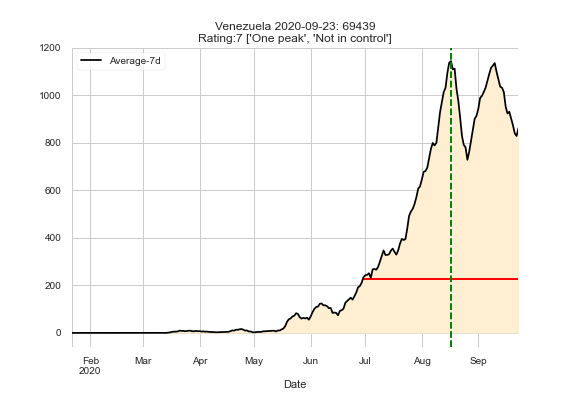 Venezuela 2020-09-23: 69439
Rating:7 ['One peak', 'Not in control']
Average-7d
1200
1000
800
600
400
200
0
Feb Mar Apr May Jun Jul Aug Sep
2020
Date